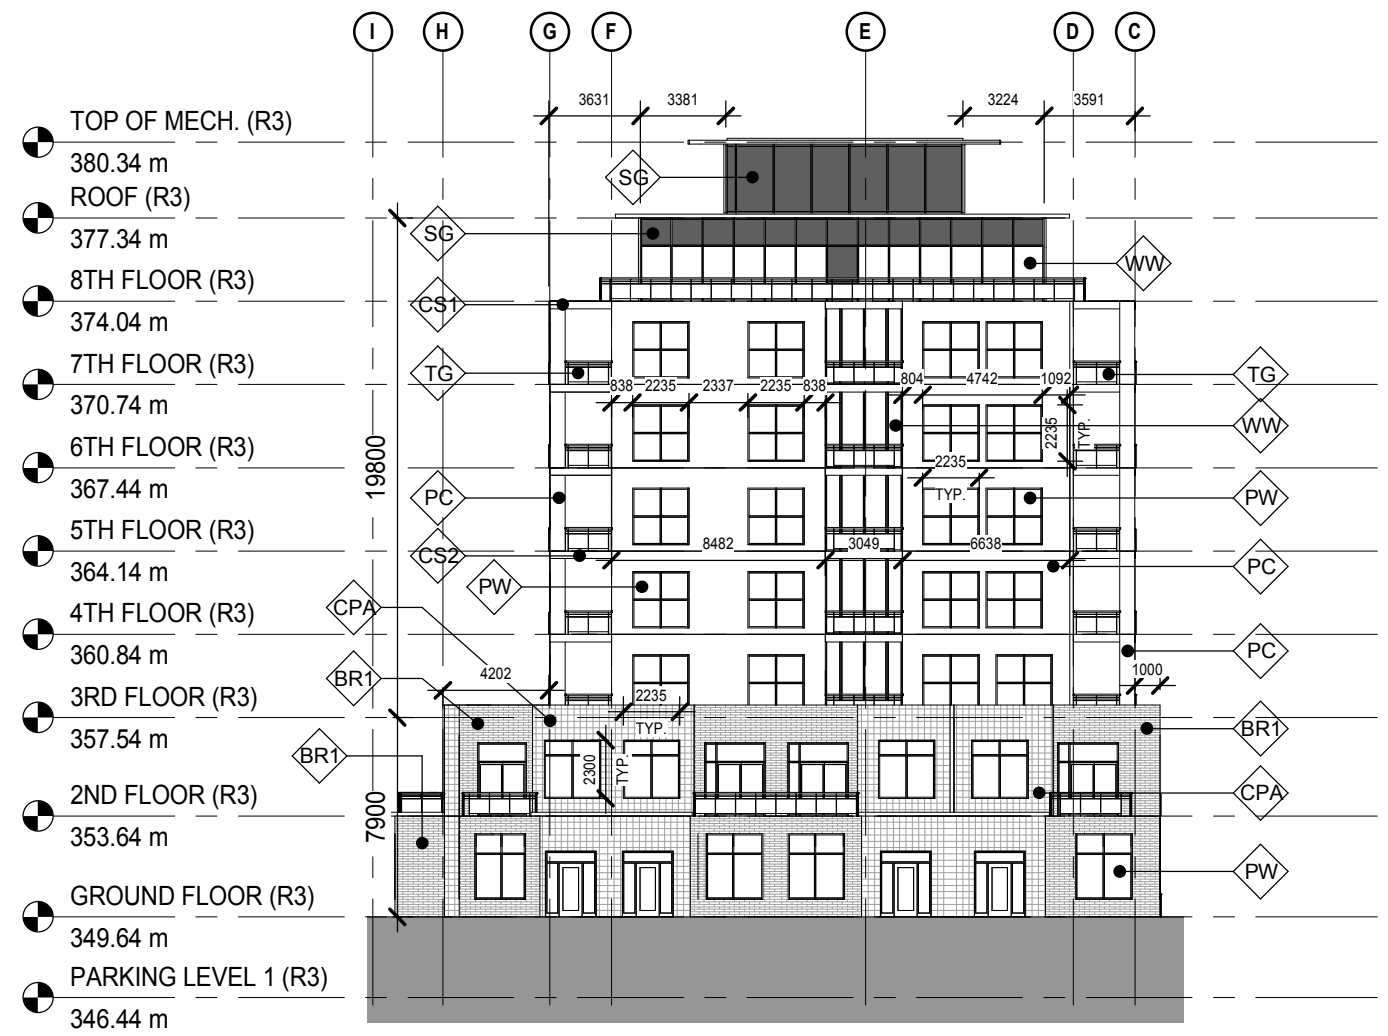 I H G F E D C
3631 3381 3224 3591
TOP OF MECH. (R3)
380.34 m
SG
ROOF (R3)
377.34 m
SG
WW
8TH FLOOR (R3)
374.04 m
CS1
7TH FLOOR (R3)
370.74 m
TG
TG
838 2235 2337 2235 838 804 4742 1092
2235
TYP.
WW
6TH FLOOR (R3)
367.44 m
19800
2235
TYP.
PC
PW
5TH FLOOR (R3)
364.14 m
8482 3049 6638
CS2
PC
PW
4TH FLOOR (R3)
360.84 m
CPA
PC
4202
1000
BR1
2235
TYP.
3RD FLOOR (R3)
357.54 m
BR1
BR1
2300
TYP.
2ND FLOOR (R3)
353.64 m
7900
CPA
PW
GROUND FLOOR (R3)
349.64 m
PARKING LEVEL 1 (R3)
346.44 m